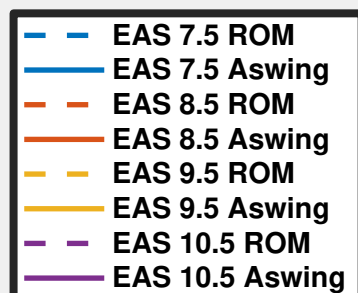 EAS 7.5 ROM
EAS 7.5 Aswing
EAS 8.5 ROM
EAS 8.5 Aswing
EAS 9.5 ROM
EAS 9.5 Aswing
EAS 10.5 ROM
EAS 10.5 Aswing